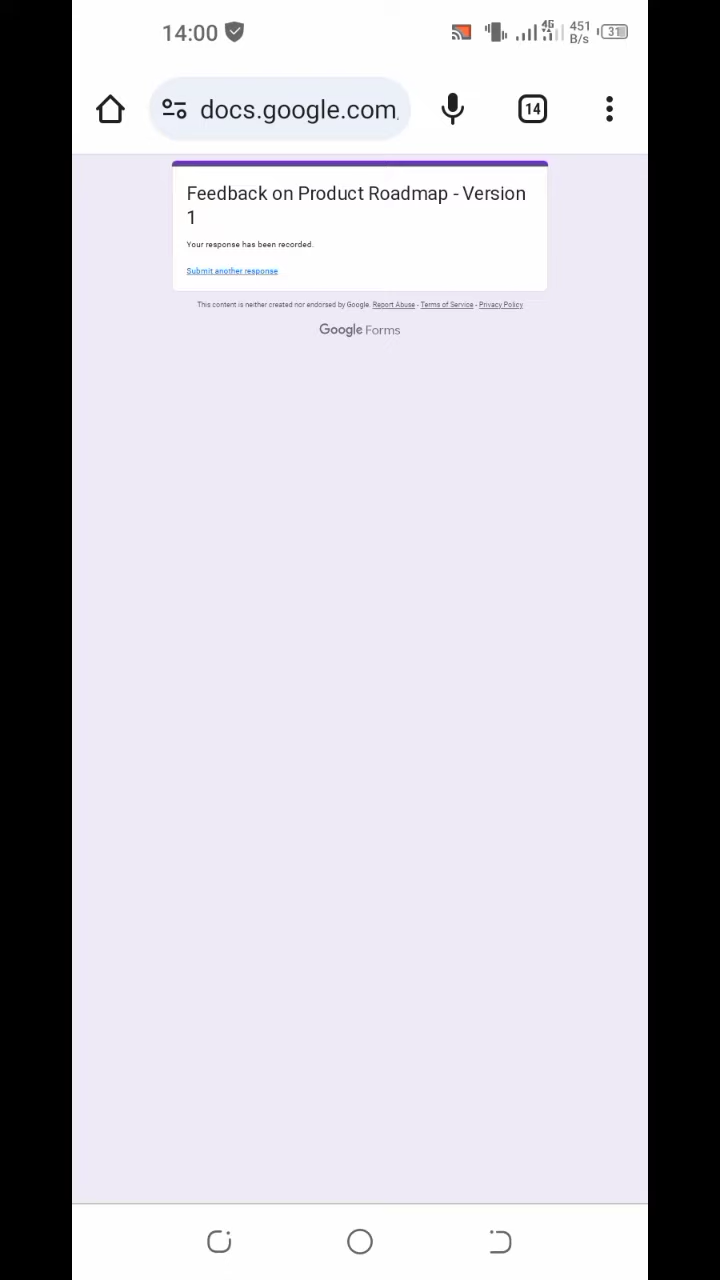 14:00
4G
451
B/s
31
docs.google.com
14
Feedback on Product Roadmap - Version
1
Your response has been recorded.
Submit another response
This content is neither created nor endorsed by Google. Report Abuse - Terms of Service - Privacy Policy
Google Forms